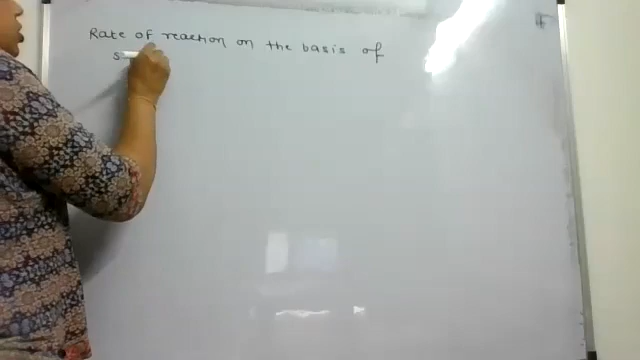 Rate of reaction on the basis of
s